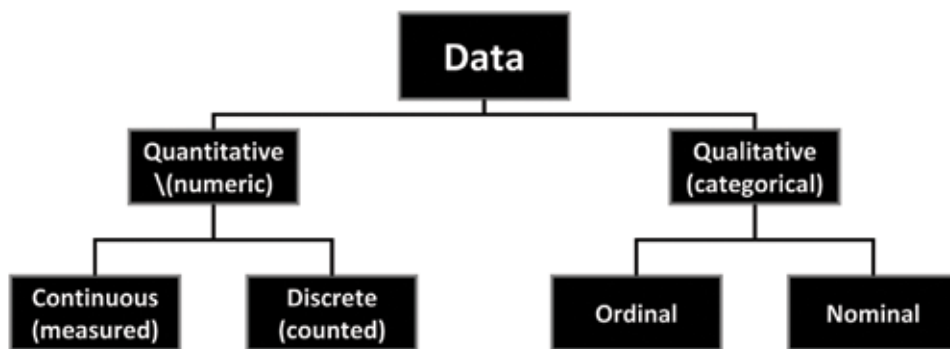 Data
Quantitative
\(numeric)
Qualitative
(categorical)
Continuous
(measured)
Discrete
(counted)
Ordinal
Nominal